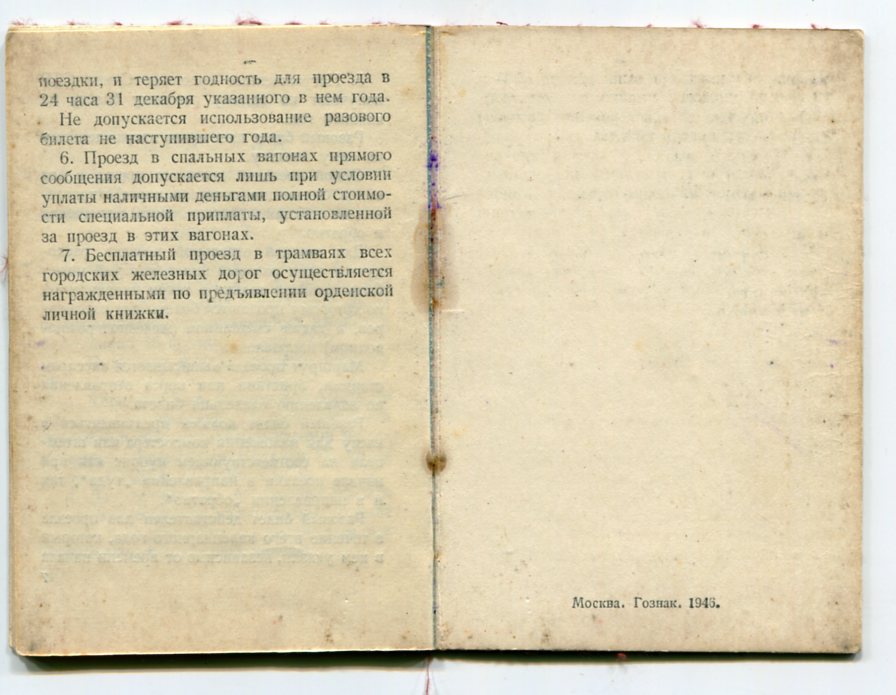 поездки, и теряет годность для проезда в
24 часа 31 декабря указанного в нем года.
Не допускается использование разового
билета не наступившего года.
6. Проезд в спальных вагонах прямого
сообщения допускается лишь при условии
уплаты наличными деньгами полной стоимо-
сти специальной приплаты, установленной
за проезд в этих вагонах.
7. Бесплатный проезд в трамваях всех
городских железных дорог осуществляется
награжденными по предъявлении орденской
личной книжки.
Москва. Гознак. 1946.